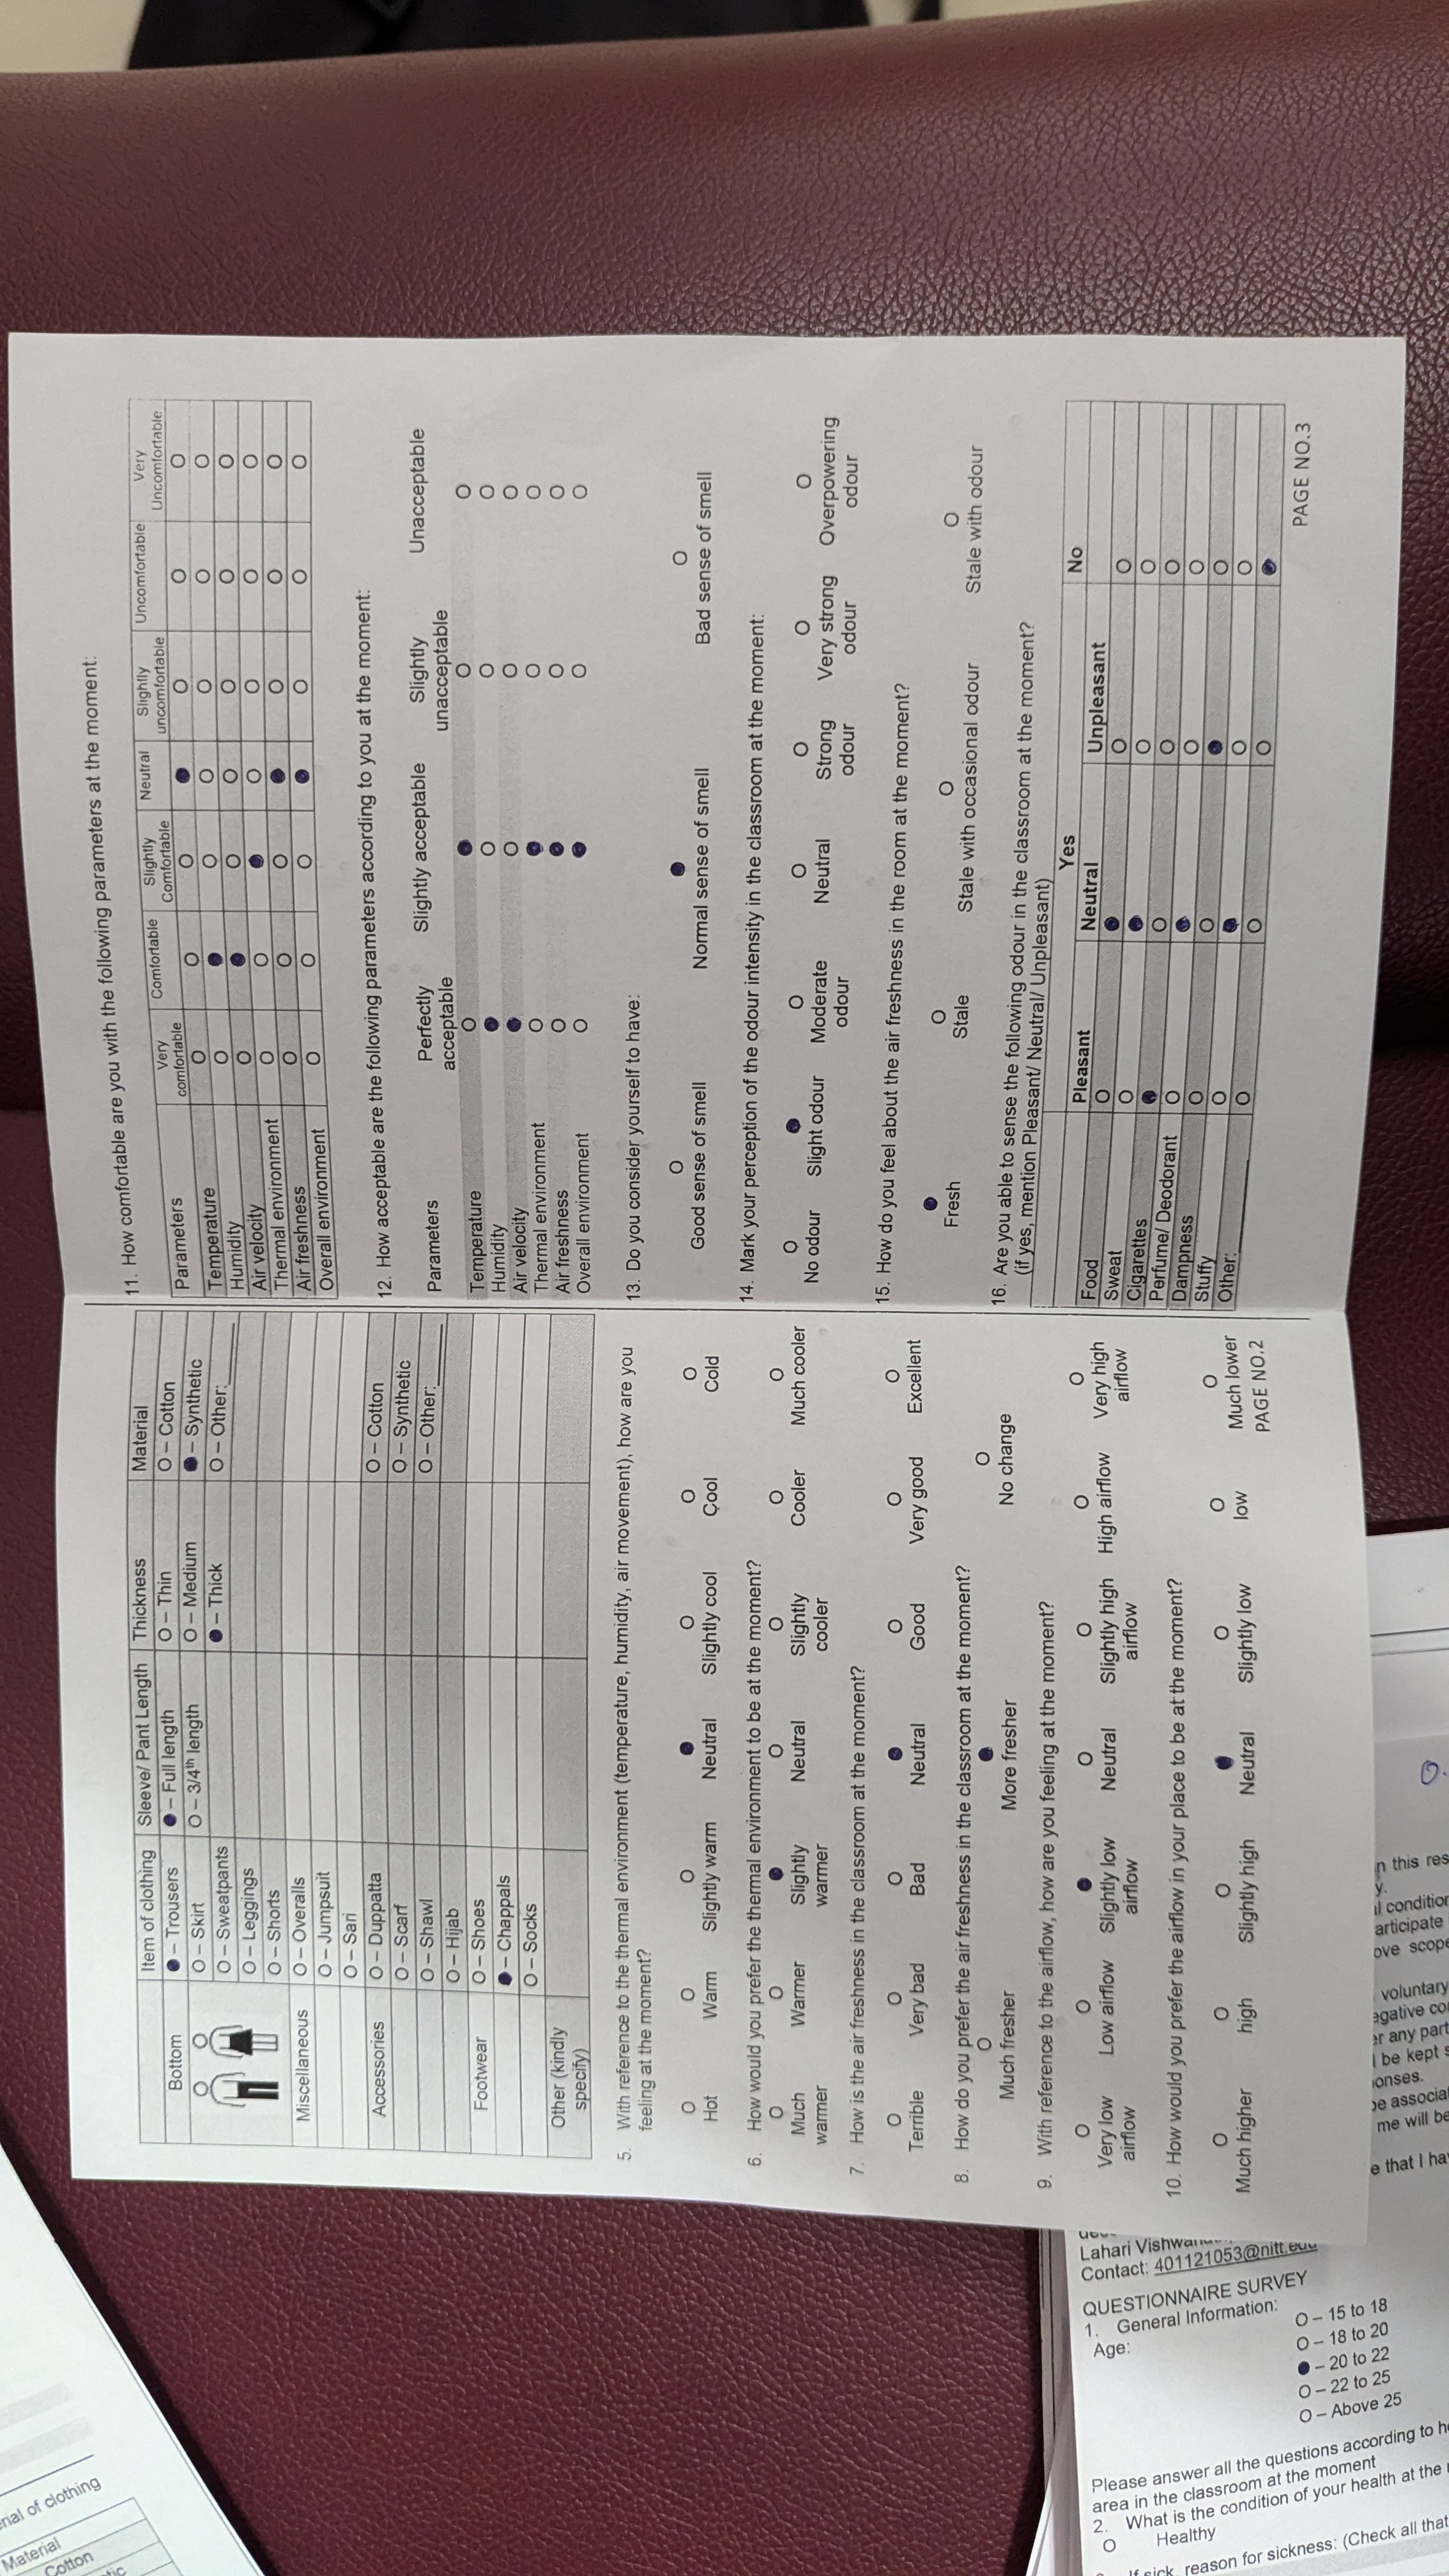 Item of clothing Sleeve/ Pant Length Thickness Material
Bottom ● – Trousers ● – Full length O – Thin O – Cotton
O – Skirt O – 3/4th length O – Medium ● – Synthetic
O – Sweatpants ● – Thick O – Other:______
O – Leggings
O – Shorts
Miscellaneous O – Overalls
O – Jumpsuit
O – Sari
Accessories O – Duppatta O – Cotton
O – Scarf O – Synthetic
O – Shawl O – Other:______
O – Hijab
Footwear O – Shoes
● – Chappals
O – Socks
Other (kindly
specify)
5. With reference to the thermal environment (temperature, humidity, air movement), how are you
feeling at the moment?
O O O ● O O O
Hot Warm Slightly warm Neutral Slightly cool Cool Cold
6. How would you prefer the thermal environment to be at the moment?
O O ● O O O O
Much Warmer Slightly Neutral Slightly Cooler Much cooler
warmer warmer cooler
7. How is the air freshness in the classroom at the moment?
O O O ● O O O
Terrible Very bad Bad Neutral Good Very good Excellent
8. How do you prefer the air freshness in the classroom at the moment?
O ● O
Much fresher More fresher No change
9. With reference to the airflow, how are you feeling at the moment?
O O ● O O O O
Very low Low airflow Slightly low Neutral Slightly high High airflow Very high
airflow airflow airflow airflow
10. How would you prefer the airflow in your place to be at the moment?
O O O ● O O O
Much higher high Slightly high Neutral Slightly low low Much lower
PAGE NO.2
11. How comfortable are you with the following parameters at the moment:
Parameters Very Comfortable Slightly Neutral Slightly Uncomfortable Very
comfortable Comfortable uncomfortable Uncomfortable
Temperature O O O ● O O O
Humidity O ● O O O O O
Air velocity O ● O O O O O
Thermal environment O O ● O O O O
Air freshness O O O ● O O O
Overall environment O O O ● O O O
12. How acceptable are the following parameters according to you at the moment:
Parameters Perfectly Slightly acceptable Slightly Unacceptable
acceptable unacceptable
Temperature O ● O O
Humidity ● O O O
Air velocity ● O O O
Thermal environment O ● O O
Air freshness O ● O O
Overall environment O ● O O
13. Do you consider yourself to have:
O ● O
Good sense of smell Normal sense of smell Bad sense of smell
14. Mark your perception of the odour intensity in the classroom at the moment:
O ● O O O O O
No odour Slight odour Moderate Neutral Strong Very strong Overpowering
odour odour odour odour
15. How do you feel about the air freshness in the room at the moment?
● O O O
Fresh Stale Stale with occasional odour Stale with odour
16. Are you able to sense the following odour in the classroom at the moment?
(if yes, mention Pleasant/ Neutral/ Unpleasant)
Yes No
Pleasant Neutral Unpleasant
Food O ● O O
Sweat O ● O O
Cigarettes ● O O O
Perfume/ Deodorant O ● O O
Dampness O O ● O
Stuffy O ● O O
Other:__________ O O O ●
PAGE NO.3
Material
Cotton
of clothing
Lahari
Contact: 401121053@nitt.edu
QUESTIONNAIRE SURVEY
1. General Information:
Age:
O – 15 to 18
O – 18 to 20
● – 20 to 22
O – 22 to 25
O – Above 25
Please answer all the questions according to
area in the classroom at the moment
2. What is the condition of your health at the
O Healthy
If sick, reason for sickness: (Check all that
this
condition
participate
scope
voluntary
any part
be kept
me will be
that I